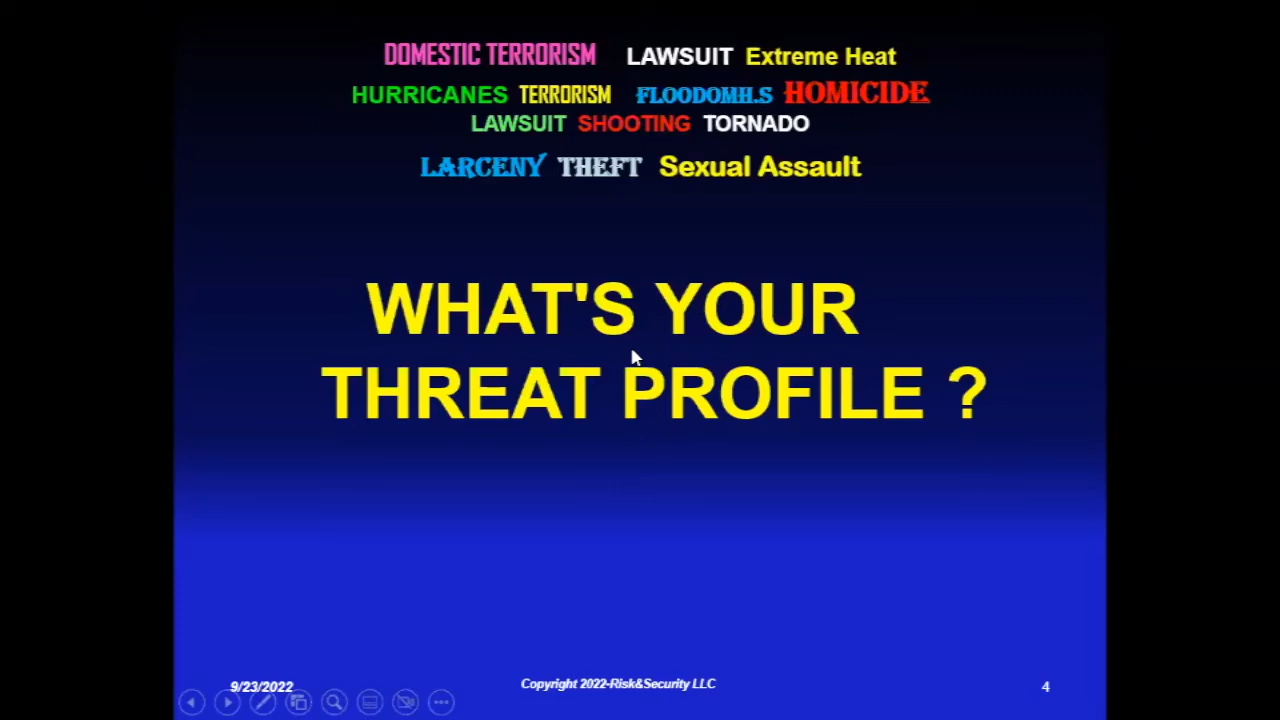 DOMESTIC TERRORISM LAWSUIT Extreme Heat
HURRICANES TERRORISM FLOODOMH.S HOMICIDE
LAWSUIT SHOOTING TORNADO
LARCENY THEFT Sexual Assault
WHAT'S YOUR
THREAT PROFILE ?
9/23/2022 Copyright 2022-Risk&Security LLC 4